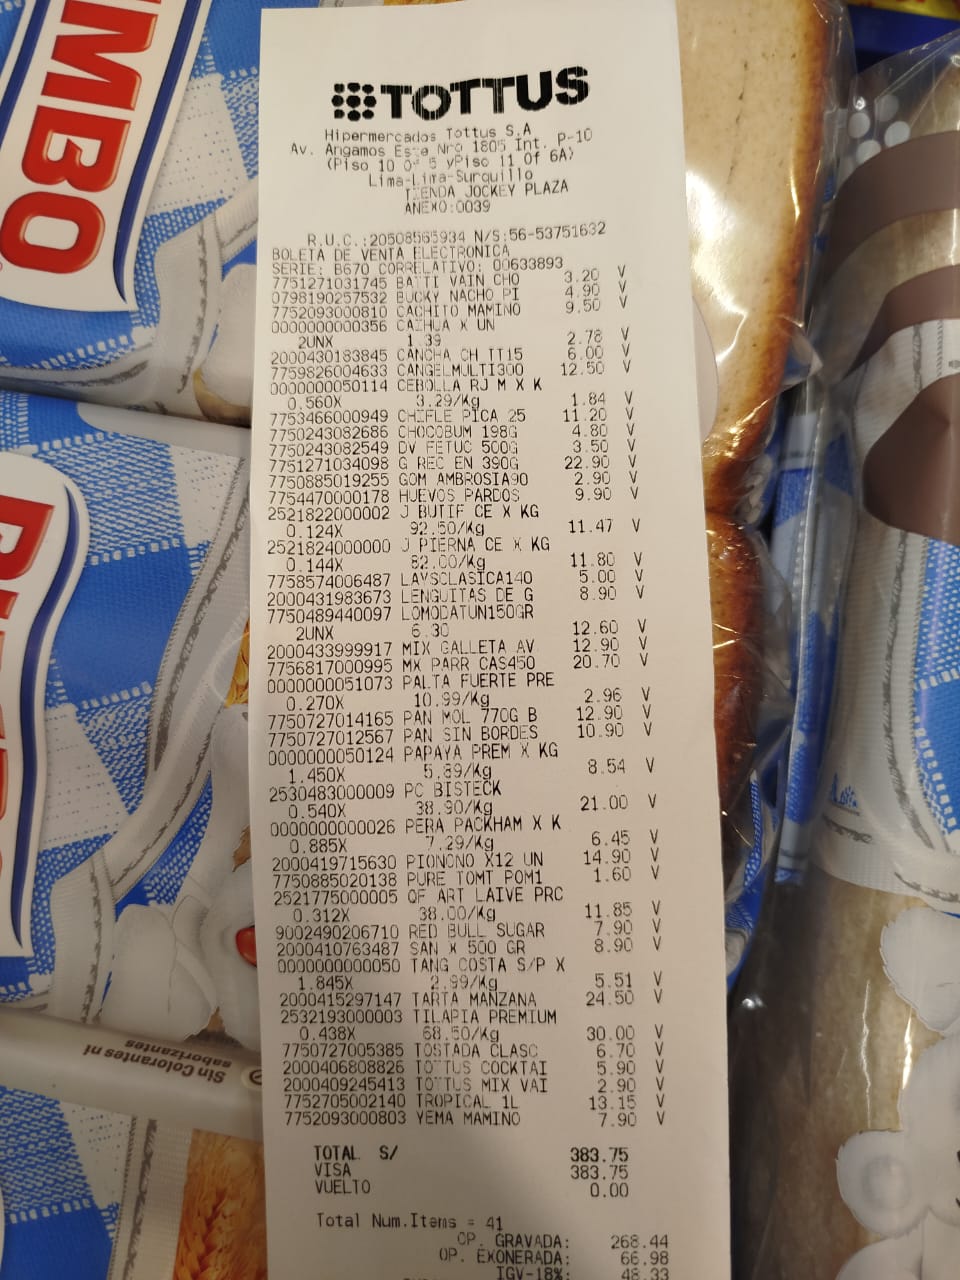 IMBO
TOTTUS
Hipermercados Tottus S.A
Av. Angamos Este Nro 1805 Int. P-10
(Piso 10 Of 5 yPiso 11 Of 6A)
Lima-Lima-Surquillo
TIENDA JOCKEY PLAZA
ANEXO:0039
R.U.C.:20508565934 N/S:56-53751632
BOLETA DE VENTA ELECTRONICA
SERIE: B670 CORRELATIVO: 00633893
7751271031745 BATTI VAIN CHO 3.20 V
0798190257532 BUCKY NACHO PI 4.90 V
7752093000810 CACHITO MAMINO 9.50 V
0000000000356 CAIHUA X UN
2UNX 1.39 2.78 V
2000430183845 CANCHA CH TT15 6.00 V
7759826004633 CANGELMULTI300 12.50 V
0000000050114 CEBOLLA RJ M X K
0.560X 3.29/Kg 1.84 V
7753466000949 CHIFLE PICA 25 11.20 V
7750243082686 CHOCOBUM 198G 4.80 V
7750243082549 DV FETUC 500G 3.50 V
7751271034098 G REC EN 390G 22.90 V
7750885019255 GOM AMBROSIA90 2.90 V
7754470000178 HUEVOS PARDOS 9.90 V
2521822000002 J BUTIF CE X KG
0.124X 92.50/Kg 11.47 V
2521824000000 J PIERNA CE X KG
0.144X 82.00/Kg 11.80 V
7758574006487 LAYSCLASICA140 5.00 V
2000431983673 LENGUITAS DE G 8.90 V
7750489440097 LOMODATUN150GR
2UNX 6.30 12.60 V
2000433999917 MIX GALLETA AV 12.90 V
7756817000995 MX PARR CAS450 20.70 V
0000000051073 PALTA FUERTE PRE
0.270X 10.99/Kg 2.96 V
7750727014165 PAN MOL 770G B 12.90 V
7750727012567 PAN SIN BORDES 10.90 V
0000000050124 PAPAYA PREM X KG
1.450X 5.89/Kg 8.54 V
2530483000009 PC BISTECK
0.540X 38.90/Kg 21.00 V
0000000000026 PERA PACKHAM X K
0.885X 7.29/Kg 6.45 V
2000419715630 PIONONO X12 UN 14.90 V
7750885020138 PURE TOMT POM1 1.60 V
2521775000005 QF ART LAIVE PRC
0.312X 38.00/Kg 11.85 V
9002490206710 RED BULL SUGAR 7.90 V
2000410763487 SAN X 500 GR 8.90 V
0000000000050 TANG COSTA S/P X
1.845X 2.99/Kg 5.51 V
2000415297147 TARTA MANZANA 24.50 V
2532193000003 TILAPIA PREMIUM
0.438X 68.50/Kg 30.00 V
7750727005385 TOSTADA CLASC 6.70 V
2000406808826 TOTTUS COCKTAI 5.90 V
2000409245413 TOTTUS MIX VAI 2.90 V
7752705002140 TROPICAL 1L 13.15 V
7752093000803 YEMA MAMINO 7.90 V
TOTAL S/ 383.75
VISA 383.75
VUELTO 0.00
Total Num.Items = 41
OP. GRAVADA: 268.44
OP. EXONERADA: 66.98
IGV-18%: 48.33
Sin Colorantes ni
saborizantes